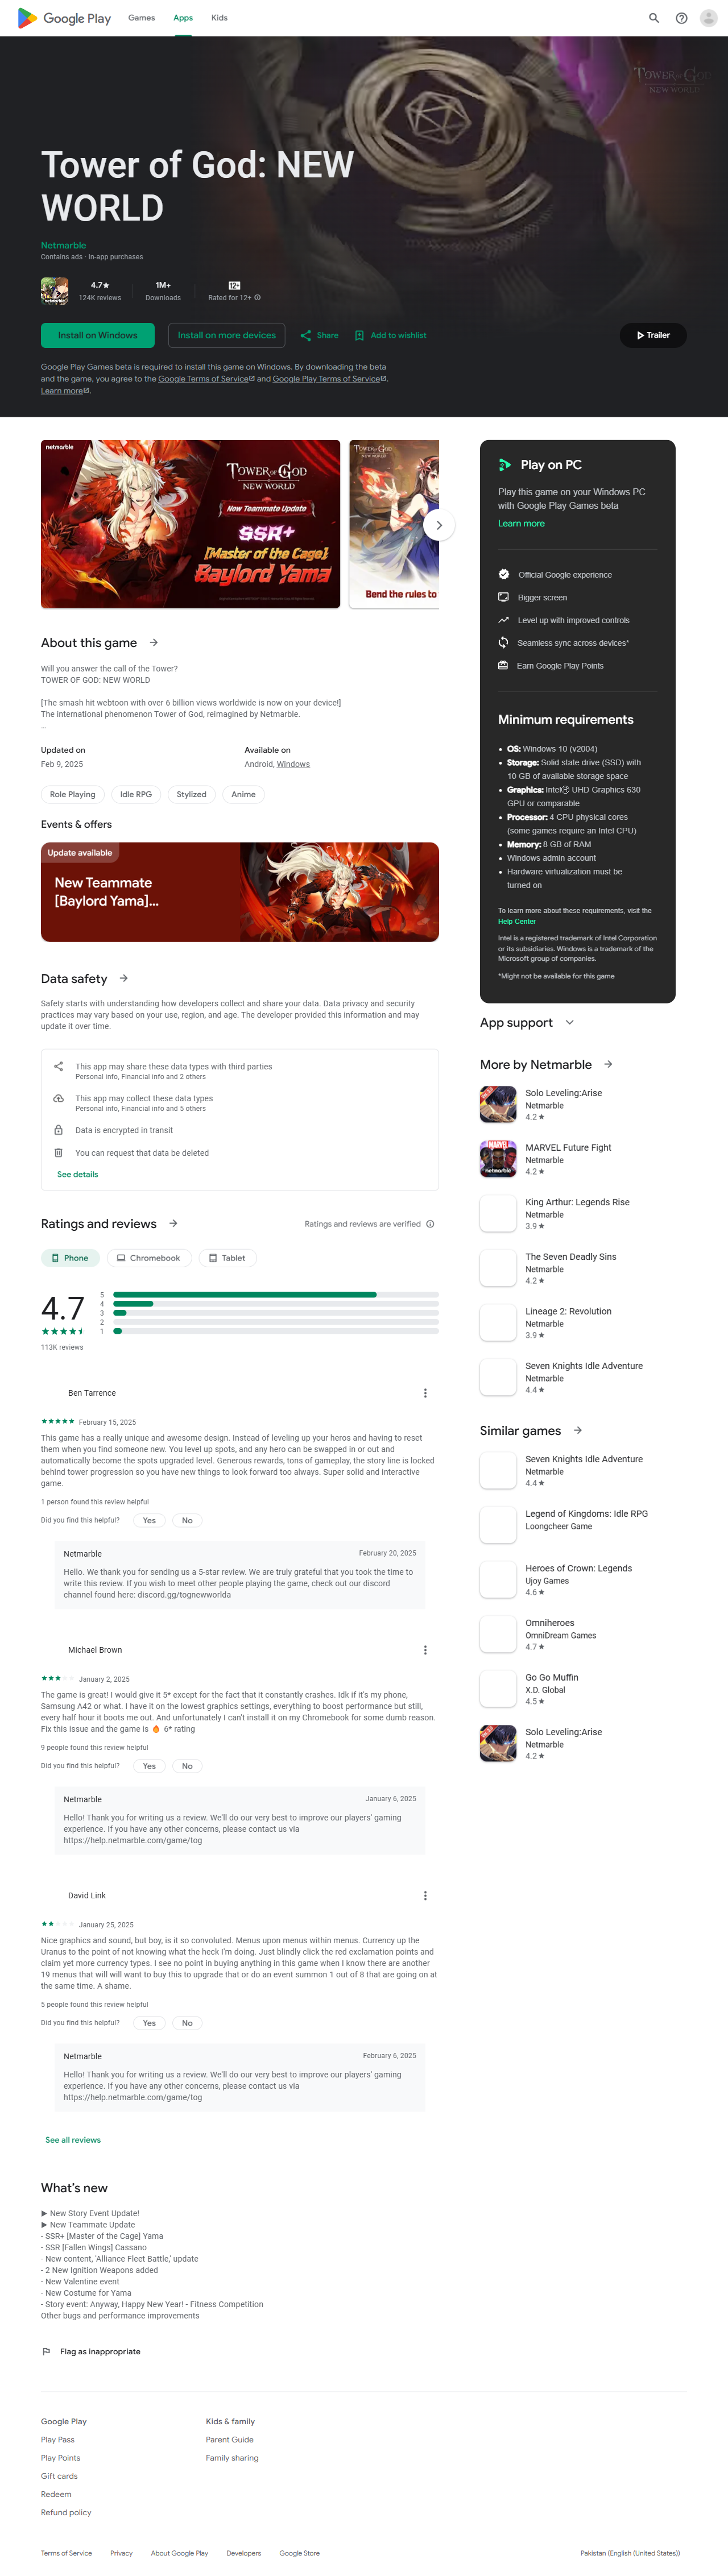 Google Play
Games
Apps
Kids
TOWER OF GOD
NEW WORLD
Tower of God: NEW
WORLD
Netmarble
Contains ads · In-app purchases
4.7★
124K reviews
1M+
Downloads
12+
Rated for 12+
Install on Windows
Install on more devices
Share
Add to wishlist
Trailer
Google Play Games beta is required to install this game on Windows. By downloading the beta
and the game, you agree to the Google Terms of Service and Google Play Terms of Service.
Learn more.
netmarble
TOWER OF GOD
NEW WORLD
New Teammate Update
SSR+
[Master of the Cage]
Baylord Yama
TOWER OF GOD
NEW WORLD
Bend the rules to
About this game
Will you answer the call of the Tower?
TOWER OF GOD: NEW WORLD
[The smash hit webtoon with over 6 billion views worldwide is now on your device!]
The international phenomenon Tower of God, reimagined by Netmarble.
...
Updated on
Feb 9, 2025
Available on
Android, Windows
Role Playing
Idle RPG
Stylized
Anime
Events & offers
Update available
New Teammate
[Baylord Yama]...
Data safety
Safety starts with understanding how developers collect and share your data. Data privacy and security
practices may vary based on your use, region, and age. The developer provided this information and may
update it over time.
This app may share these data types with third parties
Personal info, Financial info and 2 others
This app may collect these data types
Personal info, Financial info and 5 others
Data is encrypted in transit
You can request that data be deleted
See details
Ratings and reviews
Ratings and reviews are verified
Phone
Chromebook
Tablet
4.7
113K reviews
5
4
3
2
1
Ben Tarrence
February 15, 2025
This game has a really unique and awesome design. Instead of leveling up your heros and having to reset
them when you find someone new. You level up spots, and any hero can be swapped in or out and
automatically become the spots upgraded level. Generous rewards, tons of gameplay, the story line is locked
behind tower progression so you have new things to look forward too always. Super solid and interactive
game.
1 person found this review helpful
Did you find this helpful?
Yes
No
Netmarble
February 20, 2025
Hello. We thank you for sending us a 5-star review. We are truly grateful that you took the time to
write this review. If you wish to meet other people playing the game, check out our discord
channel found here: discord.gg/tognewworlda
Michael Brown
January 2, 2025
The game is great! I would give it 5* except for the fact that it constantly crashes. Idk if it's my phone,
Samsung A42 or what. I have it on the lowest graphics settings, everything to boost performance but still,
every half hour it boots me out. And unfortunately I can't install it on my Chromebook for some dumb reason.
Fix this issue and the game is 🔥 6* rating
9 people found this review helpful
Did you find this helpful?
Yes
No
Netmarble
January 6, 2025
Hello! Thank you for writing us a review. We'll do our very best to improve our players' gaming
experience. If you have any other concerns, please contact us via
https://help.netmarble.com/game/tog
David Link
January 25, 2025
Nice graphics and sound, but boy, is it so convoluted. Menus upon menus within menus. Currency up the
Uranus to the point of not knowing what the heck I'm doing. Just blindly click the red exclamation points and
claim yet more currency types. I see no point in buying anything in this game when I know there are another
19 menus that will will want to buy this to upgrade that or do an event summon 1 out of 8 that are going on at
the same time. A shame.
5 people found this review helpful
Did you find this helpful?
Yes
No
Netmarble
February 6, 2025
Hello! Thank you for writing us a review. We'll do our very best to improve our players' gaming
experience. If you have any other concerns, please contact us via
https://help.netmarble.com/game/tog
See all reviews
What's new
▶ New Story Event Update!
▶ New Teammate Update
- SSR+ [Master of the Cage] Yama
- SSR [Fallen Wings] Cassano
- New content, 'Alliance Fleet Battle,' update
- 2 New Ignition Weapons added
- New Valentine event
- New Costume for Yama
- Story event: Anyway, Happy New Year! - Fitness Competition
Other bugs and performance improvements
Flag as inappropriate
Play on PC
Play this game on your Windows PC
with Google Play Games beta
Learn more
Official Google experience
Bigger screen
Level up with improved controls
Seamless sync across devices*
Earn Google Play Points
Minimum requirements
• OS: Windows 10 (v2004)
• Storage: Solid state drive (SSD) with
10 GB of available storage space
• Graphics: Intel® UHD Graphics 630
GPU or comparable
• Processor: 4 CPU physical cores
(some games require an Intel CPU)
• Memory: 8 GB of RAM
• Windows admin account
• Hardware virtualization must be
turned on
To learn more about these requirements, visit the
Help Center
Intel is a registered trademark of Intel Corporation
or its subsidiaries. Windows is a trademark of the
Microsoft group of companies.
*Might not be available for this game
App support
More by Netmarble
Solo Leveling:Arise
Netmarble
4.2★
MARVEL
netmarble
MARVEL Future Fight
Netmarble
4.2★
King Arthur: Legends Rise
Netmarble
3.9★
The Seven Deadly Sins
Netmarble
4.2★
Lineage 2: Revolution
Netmarble
3.9★
Seven Knights Idle Adventure
Netmarble
4.4★
Similar games
Seven Knights Idle Adventure
Netmarble
4.4★
Legend of Kingdoms: Idle RPG
Loongcheer Game
Heroes of Crown: Legends
Ujoy Games
4.6★
Omniheroes
OmniDream Games
4.7★
Go Go Muffin
X.D. Global
4.5★
Solo Leveling:Arise
Netmarble
4.2★
Google Play
Play Pass
Play Points
Gift cards
Redeem
Refund policy
Kids & family
Parent Guide
Family sharing
Terms of Service
Privacy
About Google Play
Developers
Google Store
Pakistan (English (United States))